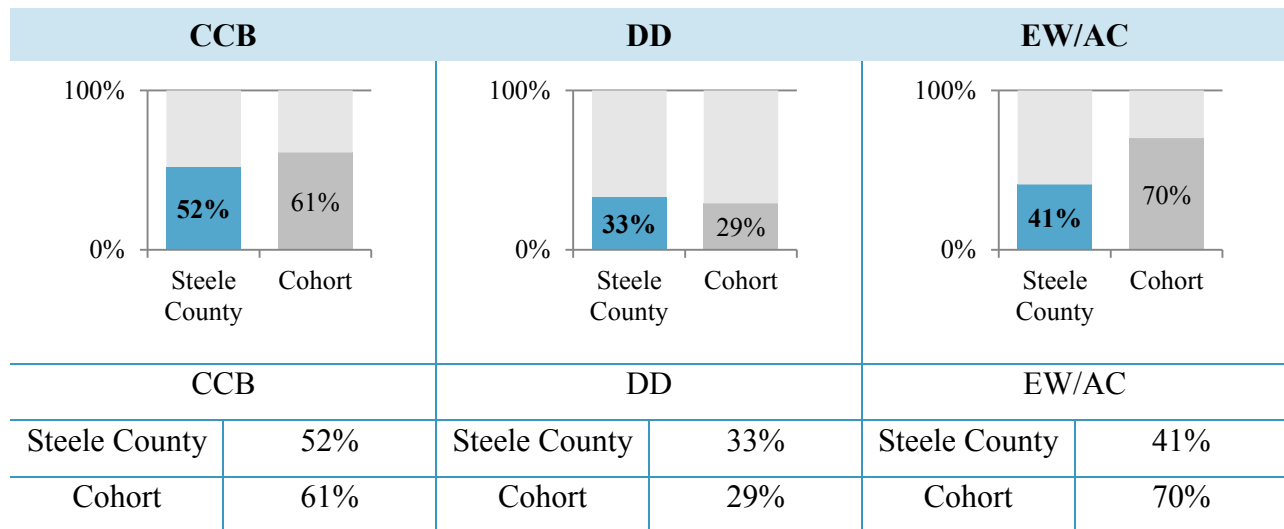 CCB
DD
EW/AC
100%
52%
61%
0%
Steele
County
Cohort
100%
33%
29%
0%
Steele
County
Cohort
100%
41%
70%
0%
Steele
County
Cohort
CCB DD EW/AC
Steele County 52% Steele County 33% Steele County 41%
Cohort 61% Cohort 29% Cohort 70%